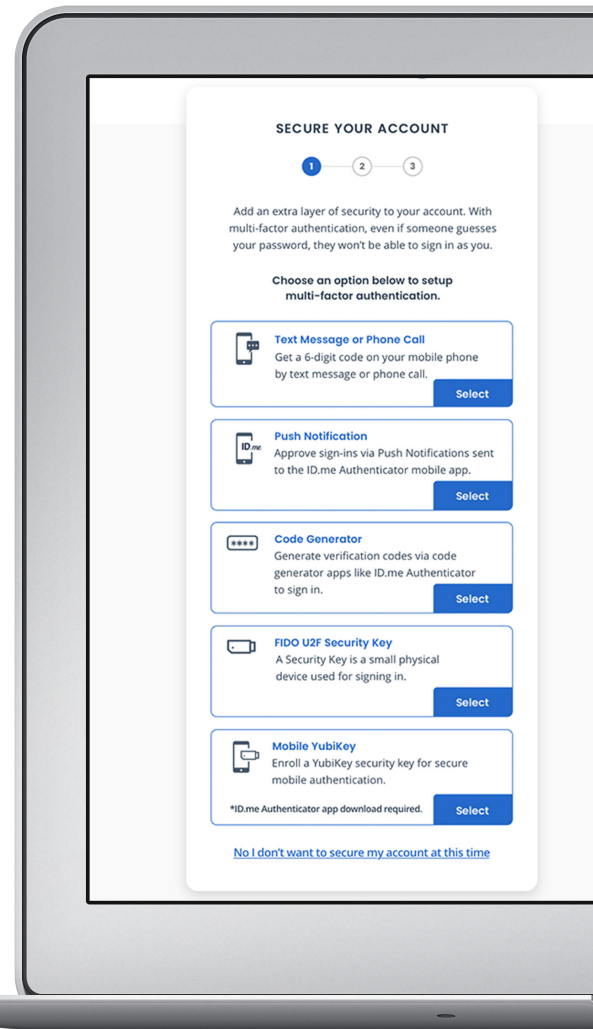 SECURE YOUR ACCOUNT
1 2 3
Add an extra layer of security to your account. With
multi-factor authentication, even if someone guesses
your password, they won't be able to sign in as you.
Choose an option below to setup
multi-factor authentication.
Text Message or Phone Call
Get a 6-digit code on your mobile phone
by text message or phone call.
Select
ID.me
Push Notification
Approve sign-ins via Push Notifications sent
to the ID.me Authenticator mobile app.
Select
****
Code Generator
Generate verification codes via code
generator apps like ID.me Authenticator
to sign in.
Select
FIDO U2F Security Key
A Security Key is a small physical
device used for signing in.
Select
Mobile YubiKey
Enroll a YubiKey security key for secure
mobile authentication.
*ID.me Authenticator app download required.
Select
No I don't want to secure my account at this time